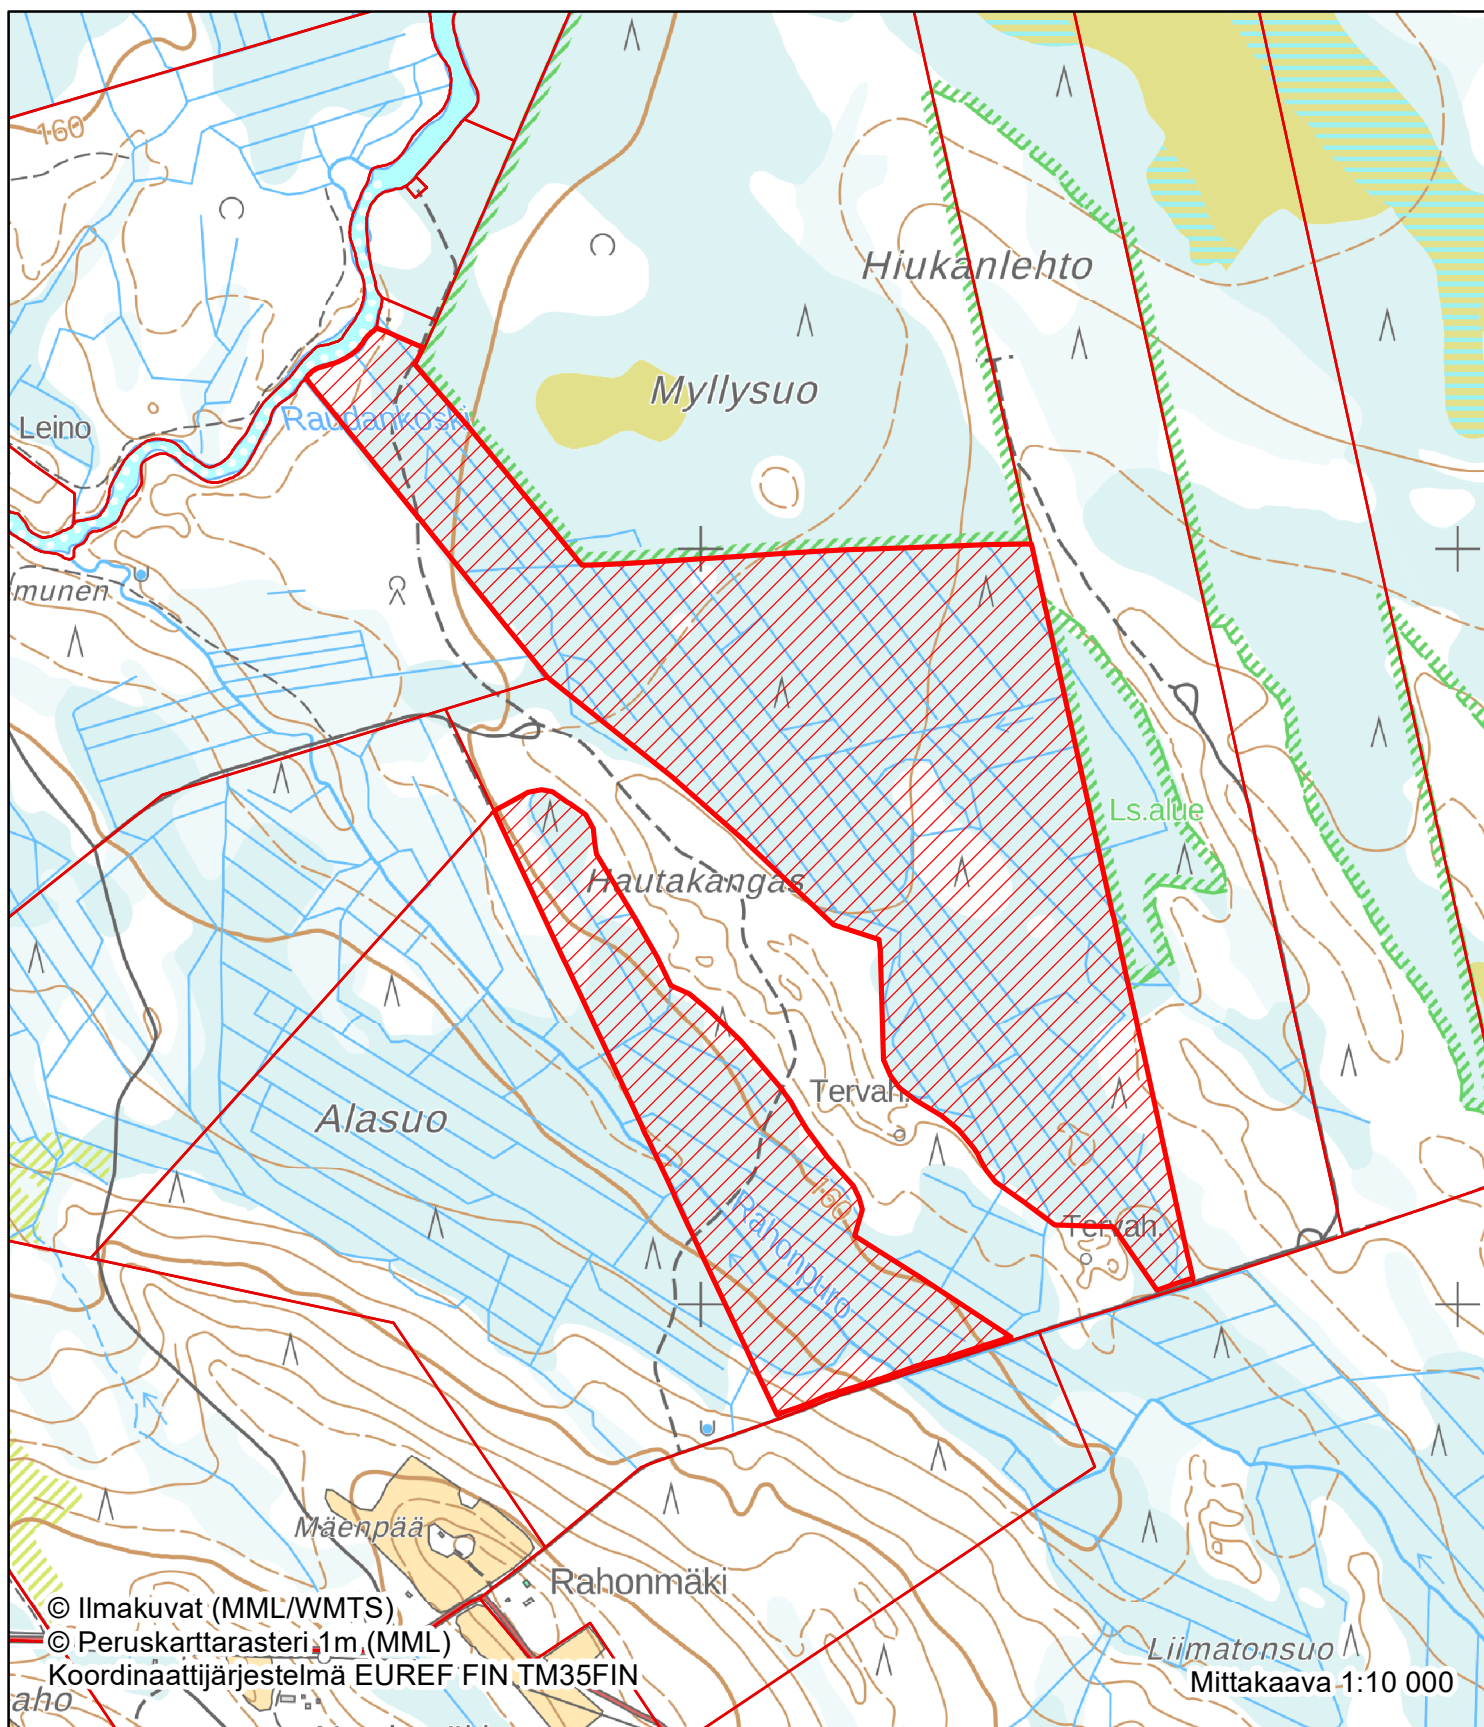 160
Hiukanlehto
Myllysuo
Raudankoski
Leino
munen
Ls.alue
Hautakangas
Tervah.
Alasuo
160
Rahonpuro
Tervah.
Mäenpää
Rahonmäki
© Ilmakuvat (MML/WMTS)
© Peruskarttarasteri 1m (MML)
Koordinaattijärjestelmä EUREF FIN TM35FIN
Liimatonsuo
Mittakaava 1:10 000
aho